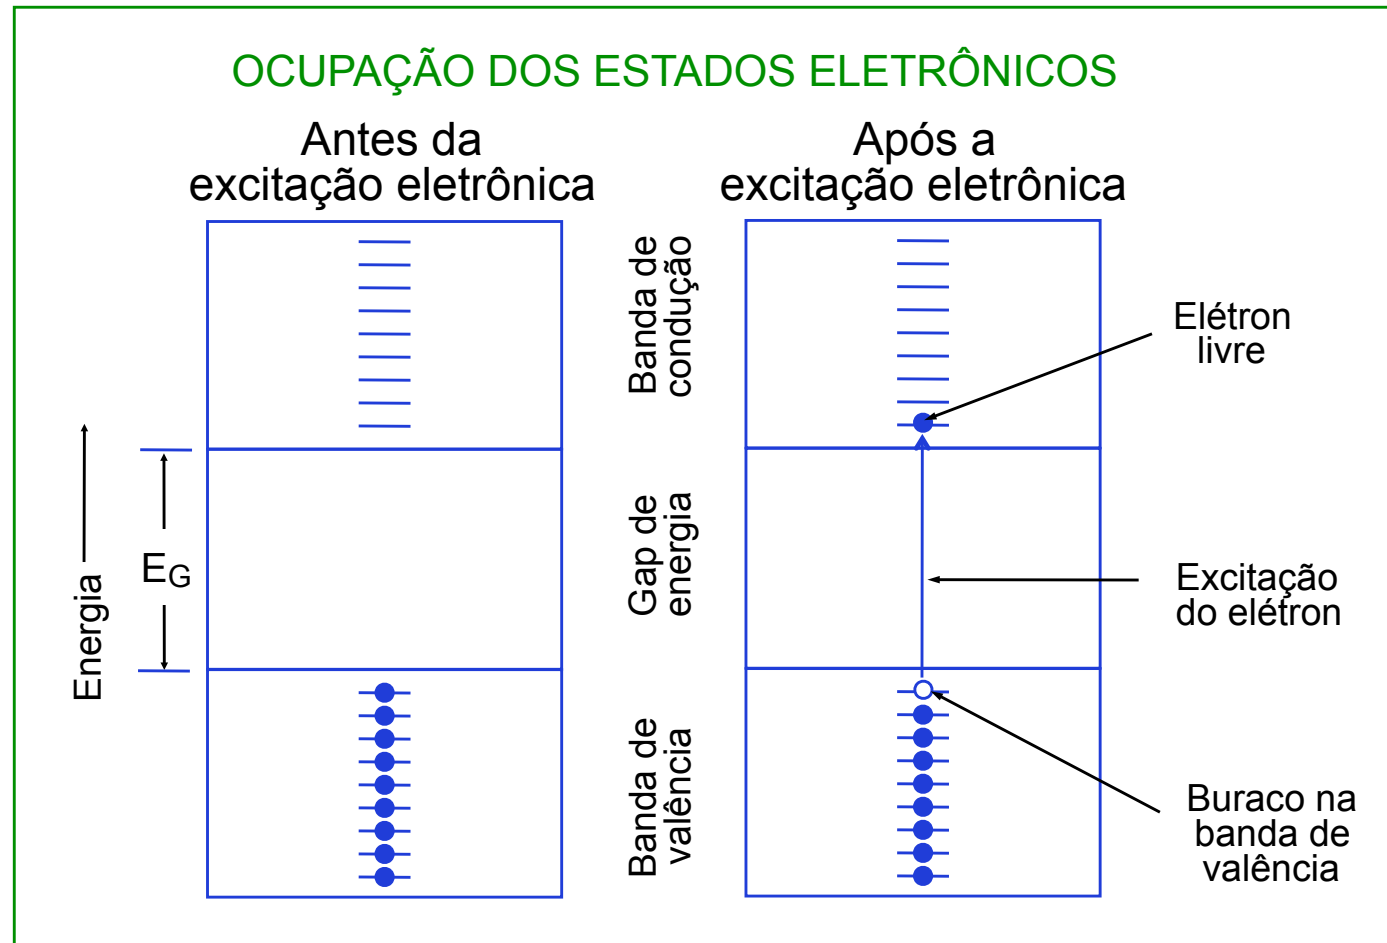 OCUPAÇÃO DOS ESTADOS ELETRÔNICOS
Antes da
excitação eletrônica
Após a
excitação eletrônica
Energia
EG
Banda de
condução
Gap de
energia
Banda de
valência
Elétron
livre
Excitação
do elétron
Buraco na
banda de
valência